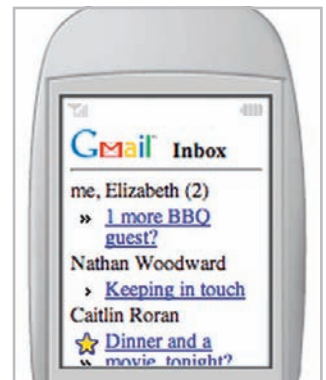 Gmail Inbox
me, Elizabeth (2)
» 1 more BBQ
guest?
Nathan Woodward
› Keeping in touch
Caitlin Roran
Dinner and a
» movie, tonight?